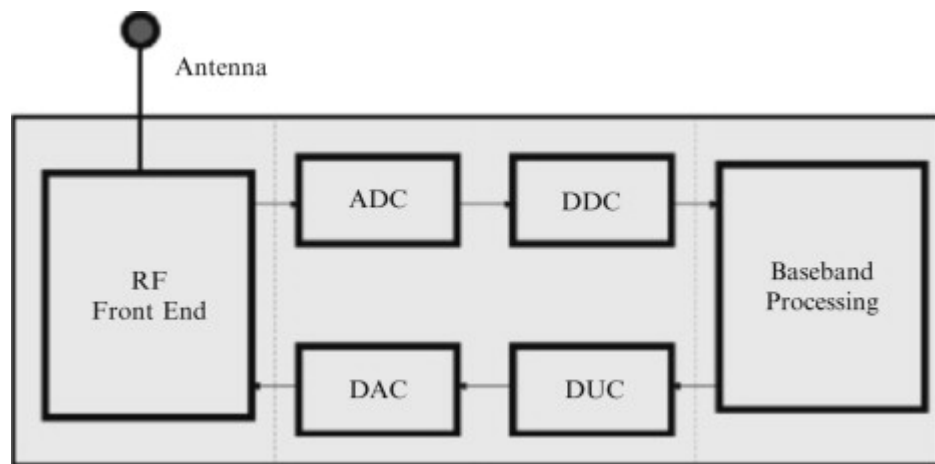 Antenna
ADC
DDC
RF
Front End
Baseband
Processing
DAC
DUC